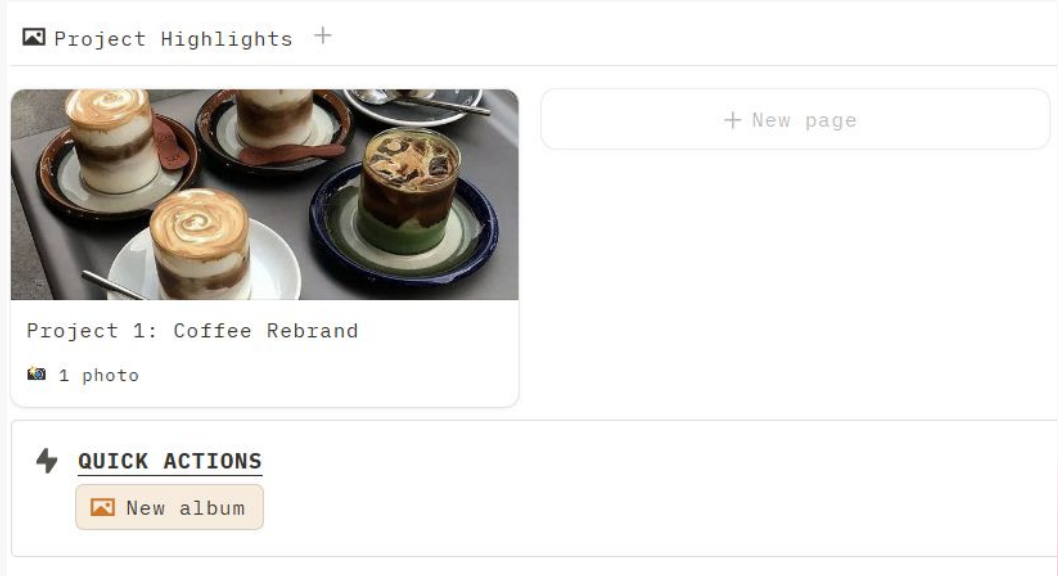 Project Highlights +
+ New page
Project 1: Coffee Rebrand
1 photo
QUICK ACTIONS
New album